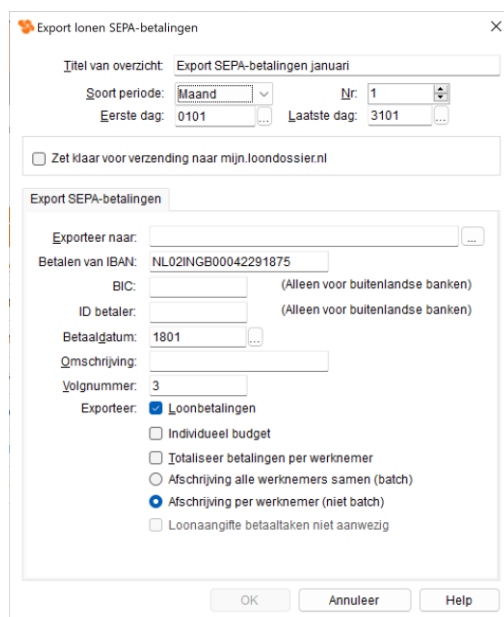 Export lonen SEPA-betalingen
Titel van overzicht: Export SEPA-betalingen januari
Soort periode: Maand Nr: 1
Eerste dag: 0101 ... Laatste dag: 3101 ...
Zet klaar voor verzending naar mijn.loondossier.nl
Export SEPA-betalingen
Exporteer naar: ...
Betalen van IBAN: NL02INGB00042291875
BIC: (Alleen voor buitenlandse banken)
ID betaler: (Alleen voor buitenlandse banken)
Betaaldatum: 1801 ...
Omschrijving:
Volgnummer: 3
Exporteer: Loonbetalingen
Individueel budget
Totaliseer betalingen per werknemer
Afschrijving alle werknemers samen (batch)
Afschrijving per werknemer (niet batch)
Loonaangifte betaaltaken niet aanwezig
OK Annuleer Help